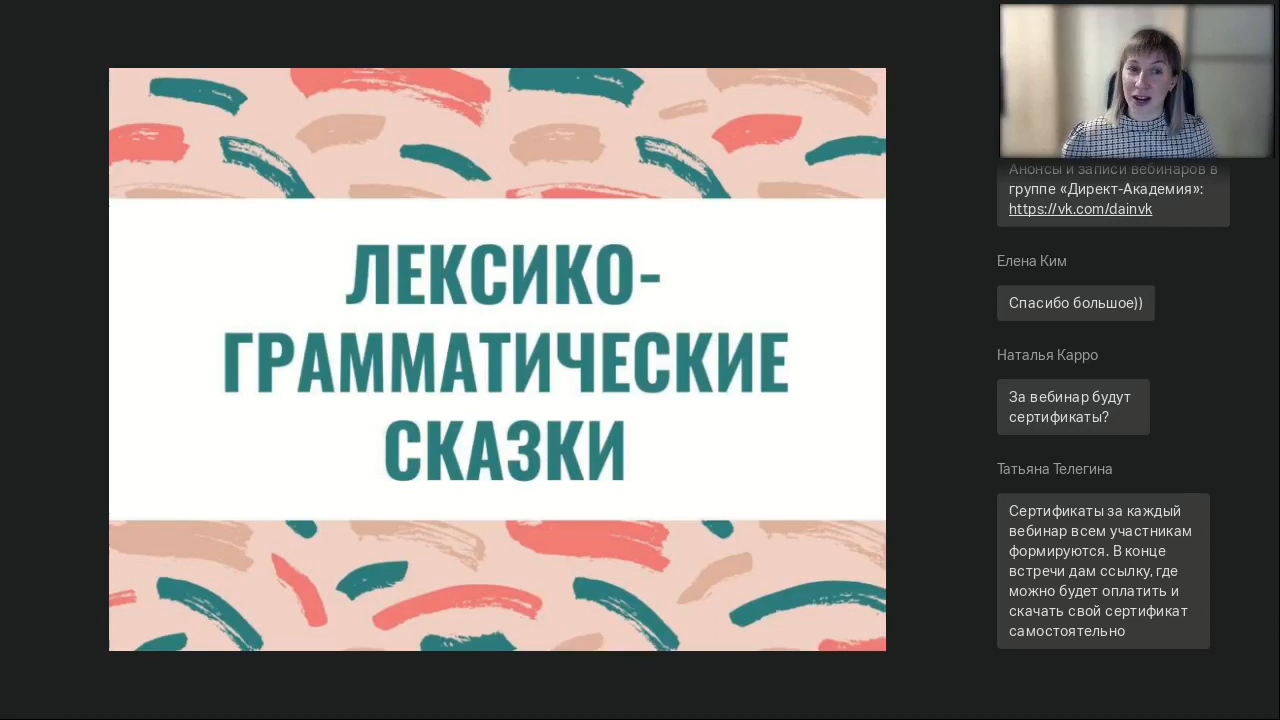 ЛЕКСИКО-
ГРАММАТИЧЕСКИЕ
СКАЗКИ
Анонсы и записи вебинаров в
группе «Директ-Академия»:
https://vk.com/dainvk
Елена Ким
Спасибо большое))
Наталья Карро
За вебинар будут
сертификаты?
Татьяна Телегина
Сертификаты за каждый
вебинар всем участникам
формируются. В конце
встречи дам ссылку, где
можно будет оплатить и
скачать свой сертификат
самостоятельно